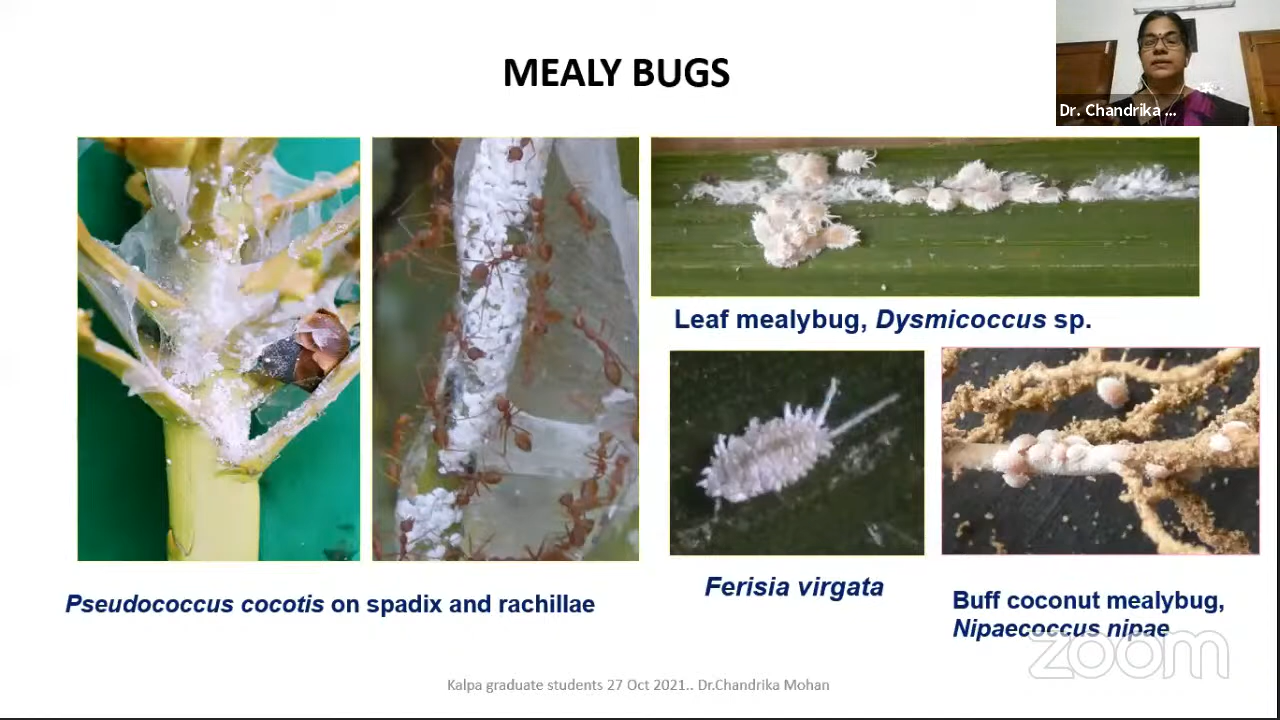 MEALY BUGS
Dr. Chandrika ...
Leaf mealybug, Dysmicoccus sp.
Pseudococcus cocotis on spadix and rachillae
Ferisia virgata
Buff coconut mealybug,
Nipaecoccus nipae
zoom
Kalpa graduate students 27 Oct 2021.. Dr.Chandrika Mohan